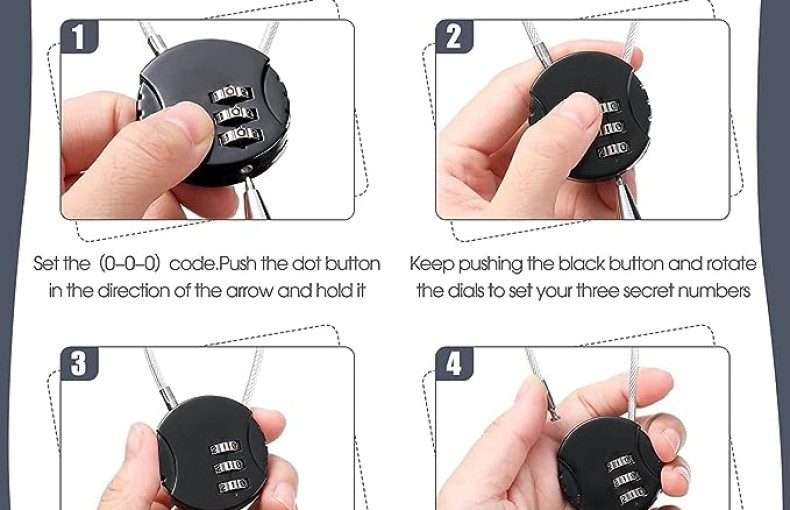 1
2
Set the（0-0-0）code.Push the dot button
in the direction of the arrow and hold it
Keep pushing the black button and rotate
the dials to set your three secret numbers
3
4